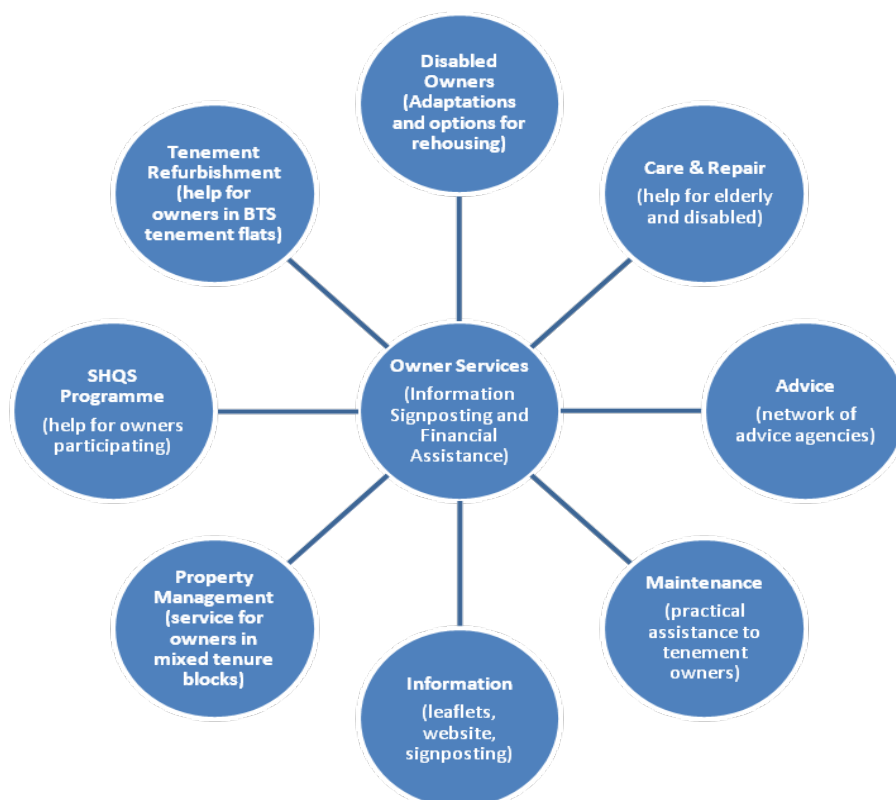 Disabled
Owners
(Adaptations
and options for
rehousing)
Care & Repair
(help for elderly
and disabled)
Advice
(network of
advice agencies)
Maintenance
(practical
assistance to
tenement
owners)
Information
(leaflets,
website,
signposting)
Property
Management
(service for
owners in
mixed tenure
blocks)
SHQS
Programme
(help for owners
participating)
Tenement
Refurbishment
(help for
owners in BTS
tenement flats)
Owner Services
(Information
Signposting and
Financial
Assistance)